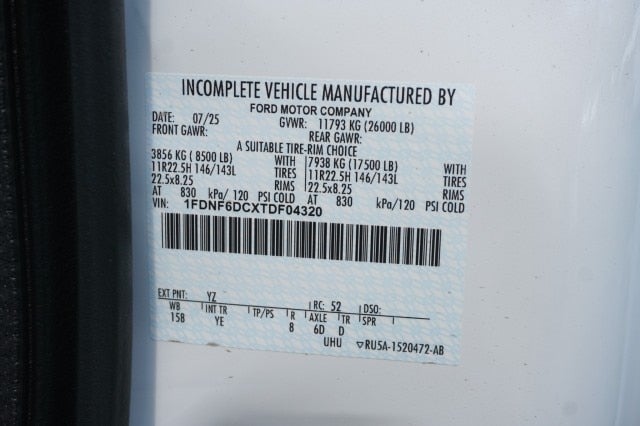 INCOMPLETE VEHICLE MANUFACTURED BY
FORD MOTOR COMPANY
DATE: 07/25 GVWR: 11793 KG (26000 LB)
FRONT GAWR: REAR GAWR:
A SUITABLE TIRE-RIM CHOICE
3856 KG ( 8500 LB) WITH 7938 KG (17500 LB) WITH
11R22.5H 146/143L TIRES 11R22.5H 146/143L TIRES
22.5x8.25 RIMS 22.5x8.25 RIMS
AT 830 kPa/ 120 PSI COLD AT 830 kPa/ 120 PSI COLD
VIN: 1FDNF6DCXTDF04320
EXT PNT: YZ RC: 52 DSO:
WB INT TR TP/PS R AXLE TR SPR
15B YE 8 6D D
UHU ▽RU5A-1520472-AB